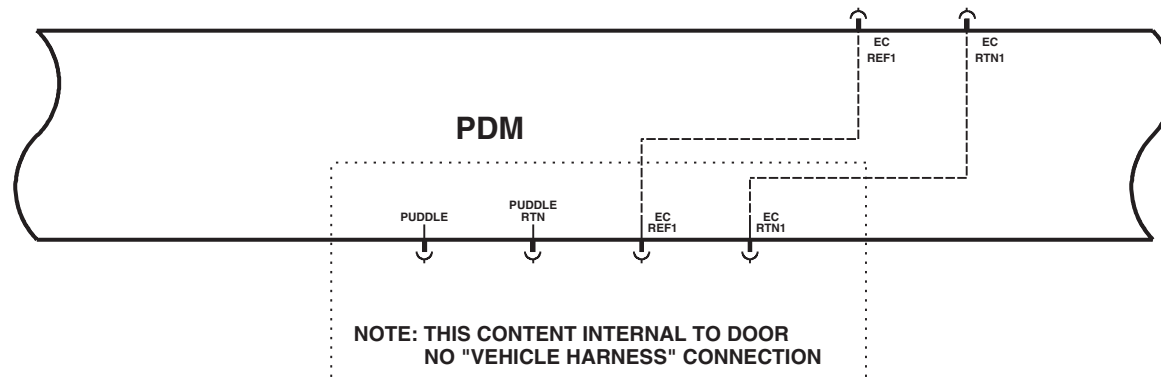 EC
REF1
EC
RTN1
PDM
PUDDLE
PUDDLE
RTN
EC
REF1
EC
RTN1
NOTE: THIS CONTENT INTERNAL TO DOOR
NO "VEHICLE HARNESS" CONNECTION